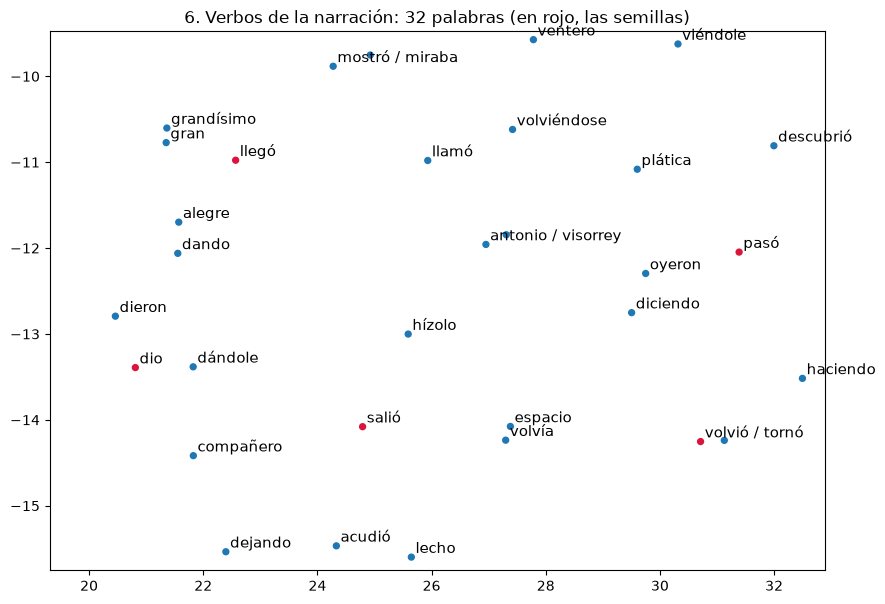 6. Verbos de la narración: 32 palabras (en rojo, las semillas)
ventero
viéndole
mostró / miraba
−10
grandísimo
volviéndose
gran
descubrió
llegó
llamó
plática
−11
alegre
antonio / visorrey
dando
pasó
−12
oyeron
dieron
diciendo
hízolo
−13
dio
dándole
haciendo
salió
espacio
−14
volvía
volvió / tornó
compañero
−15
dejando
acudió
lecho
20 22 24 26 28 30 32